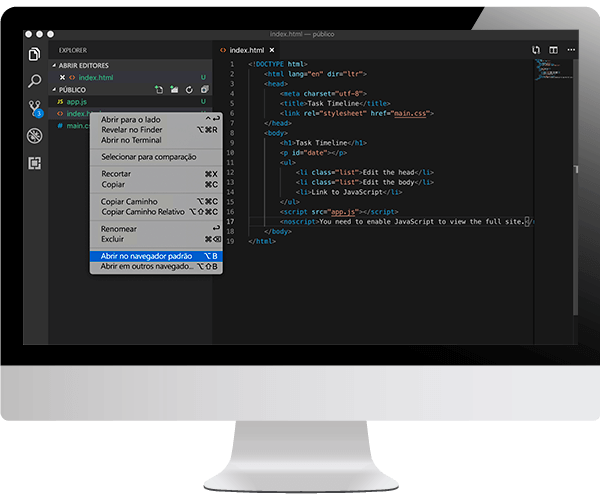 index.html — público
EXPLORER
ABRIR EDITORES
index.html U
PÚBLICO
JS app.js U
<> index.ht
# main.cs
3
Abrir para o lado ^↩
Revelar no Finder ⌥⌘R
Abrir no Terminal
Selecionar para comparação
Recortar ⌘X
Copiar ⌘C
Copiar Caminho ⌥⌘C
Copiar Caminho Relativo ⌥⇧⌘C
Renomear ↩
Excluir ⌘⌫
Abrir no navegador padrão ⌥B
Abrir em outros navegado... ⌥⇧B
<> index.html ×
1 <!DOCTYPE html>
2 <html lang="en" dir="ltr">
3 <head>
4 <meta charset="utf-8">
5 <title>Task Timeline</title>
6 <link rel="stylesheet" href="main.css">
7 </head>
8 <body>
9 <h1>Task Timeline</h1>
10 <p id="date"></p>
11 <ul>
12 <li class="list">Edit the head</li>
13 <li class="list">Edit the body</li>
14 <li>Link to JavaScript</li>
15 </ul>
16 <script src="app.js"></script>
17 <noscript>You need to enable JavaScript to view the full site.</
18 </body>
19 </html>